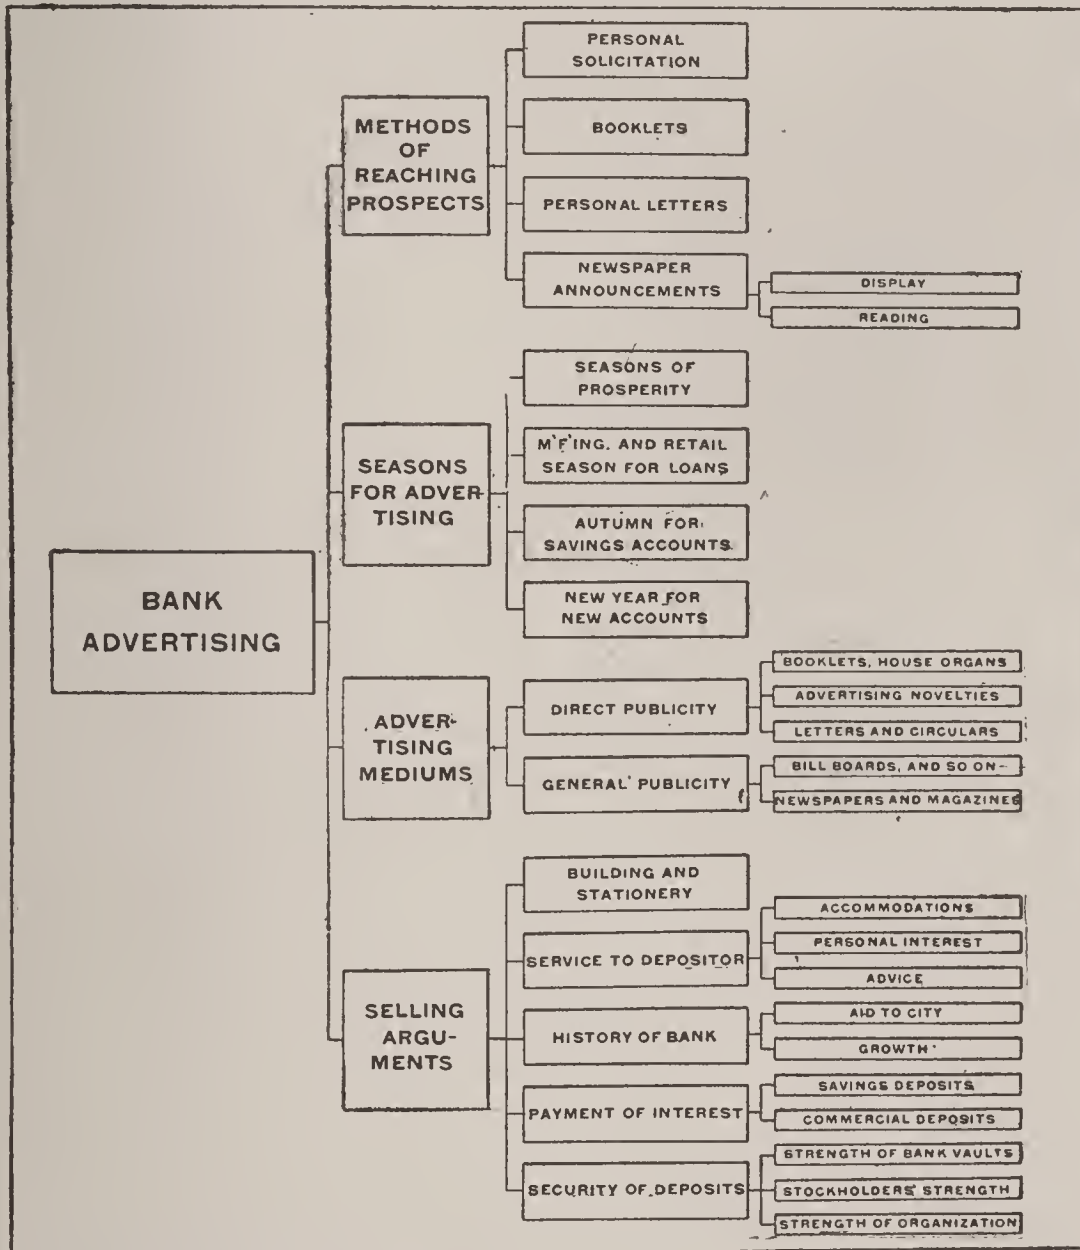 BANK
ADVERTISING
METHODS
OF
REACHING
PROSPECTS
PERSONAL
SOLICITATION
BOOKLETS
PERSONAL LETTERS
NEWSPAPER
ANNOUNCEMENTS
DISPLAY
READING
SEASONS
FOR ADVER-
TISING
SEASONS OF
PROSPERITY
M'F'ING. AND RETAIL
SEASON FOR LOANS
AUTUMN FOR
SAVINGS ACCOUNTS
NEW YEAR FOR
NEW ACCOUNTS
ADVER-
TISING
MEDIUMS
DIRECT PUBLICITY
BOOKLETS, HOUSE ORGANS
ADVERTISING NOVELTIES
LETTERS AND CIRCULARS
GENERAL PUBLICITY
BILL BOARDS, AND SO ON
NEWSPAPERS AND MAGAZINES
SELLING
ARGU-
MENTS
BUILDING AND
STATIONERY
SERVICE TO DEPOSITOR
ACCOMMODATIONS
PERSONAL INTEREST
ADVICE
HISTORY OF BANK
AID TO CITY
GROWTH
PAYMENT OF INTEREST
SAVINGS DEPOSITS
COMMERCIAL DEPOSITS
SECURITY OF DEPOSITS
STRENGTH OF BANK VAULTS
STOCKHOLDERS' STRENGTH
STRENGTH OF ORGANIZATION